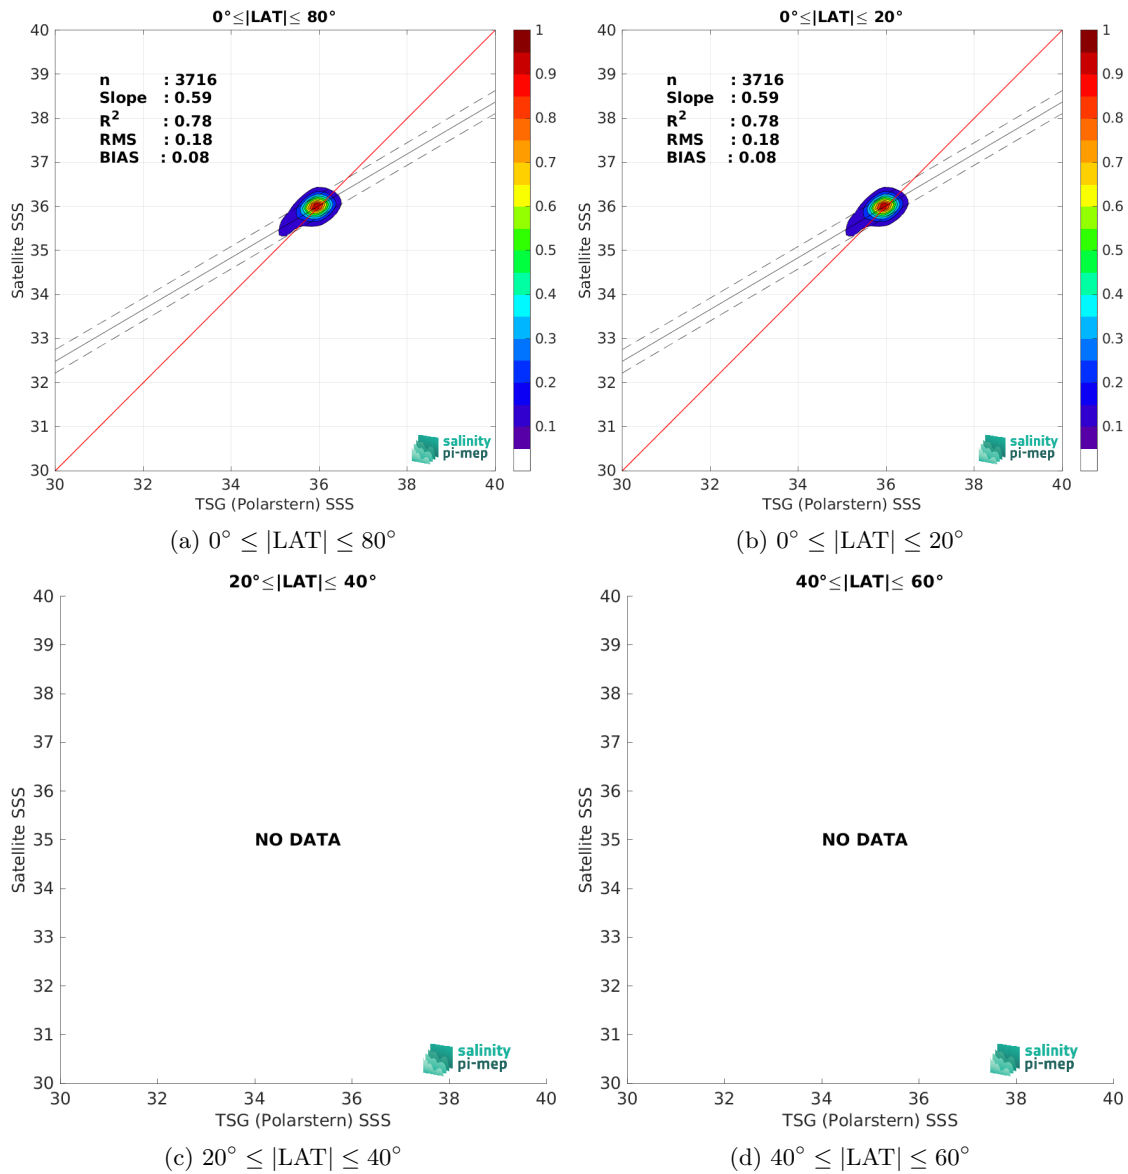 0°≤|LAT|≤ 80°
40
39
38
37
36
35
34
33
32
31
30
Satellite SSS
n : 3716
Slope : 0.59
R² : 0.78
RMS : 0.18
BIAS : 0.08
salinity
pi-mep
30 32 34 36 38 40
TSG (Polarstern) SSS
1
0.9
0.8
0.7
0.6
0.5
0.4
0.3
0.2
0.1
(a) 0° ≤ |LAT| ≤ 80°
0°≤|LAT|≤ 20°
40
39
38
37
36
35
34
33
32
31
30
Satellite SSS
n : 3716
Slope : 0.59
R² : 0.78
RMS : 0.18
BIAS : 0.08
salinity
pi-mep
30 32 34 36 38 40
TSG (Polarstern) SSS
1
0.9
0.8
0.7
0.6
0.5
0.4
0.3
0.2
0.1
(b) 0° ≤ |LAT| ≤ 20°
20°≤|LAT|≤ 40°
40
39
38
37
36
35
34
33
32
31
30
Satellite SSS
NO DATA
salinity
pi-mep
30 32 34 36 38 40
TSG (Polarstern) SSS
(c) 20° ≤ |LAT| ≤ 40°
40°≤|LAT|≤ 60°
40
39
38
37
36
35
34
33
32
31
30
Satellite SSS
NO DATA
salinity
pi-mep
30 32 34 36 38 40
TSG (Polarstern) SSS
(d) 40° ≤ |LAT| ≤ 60°